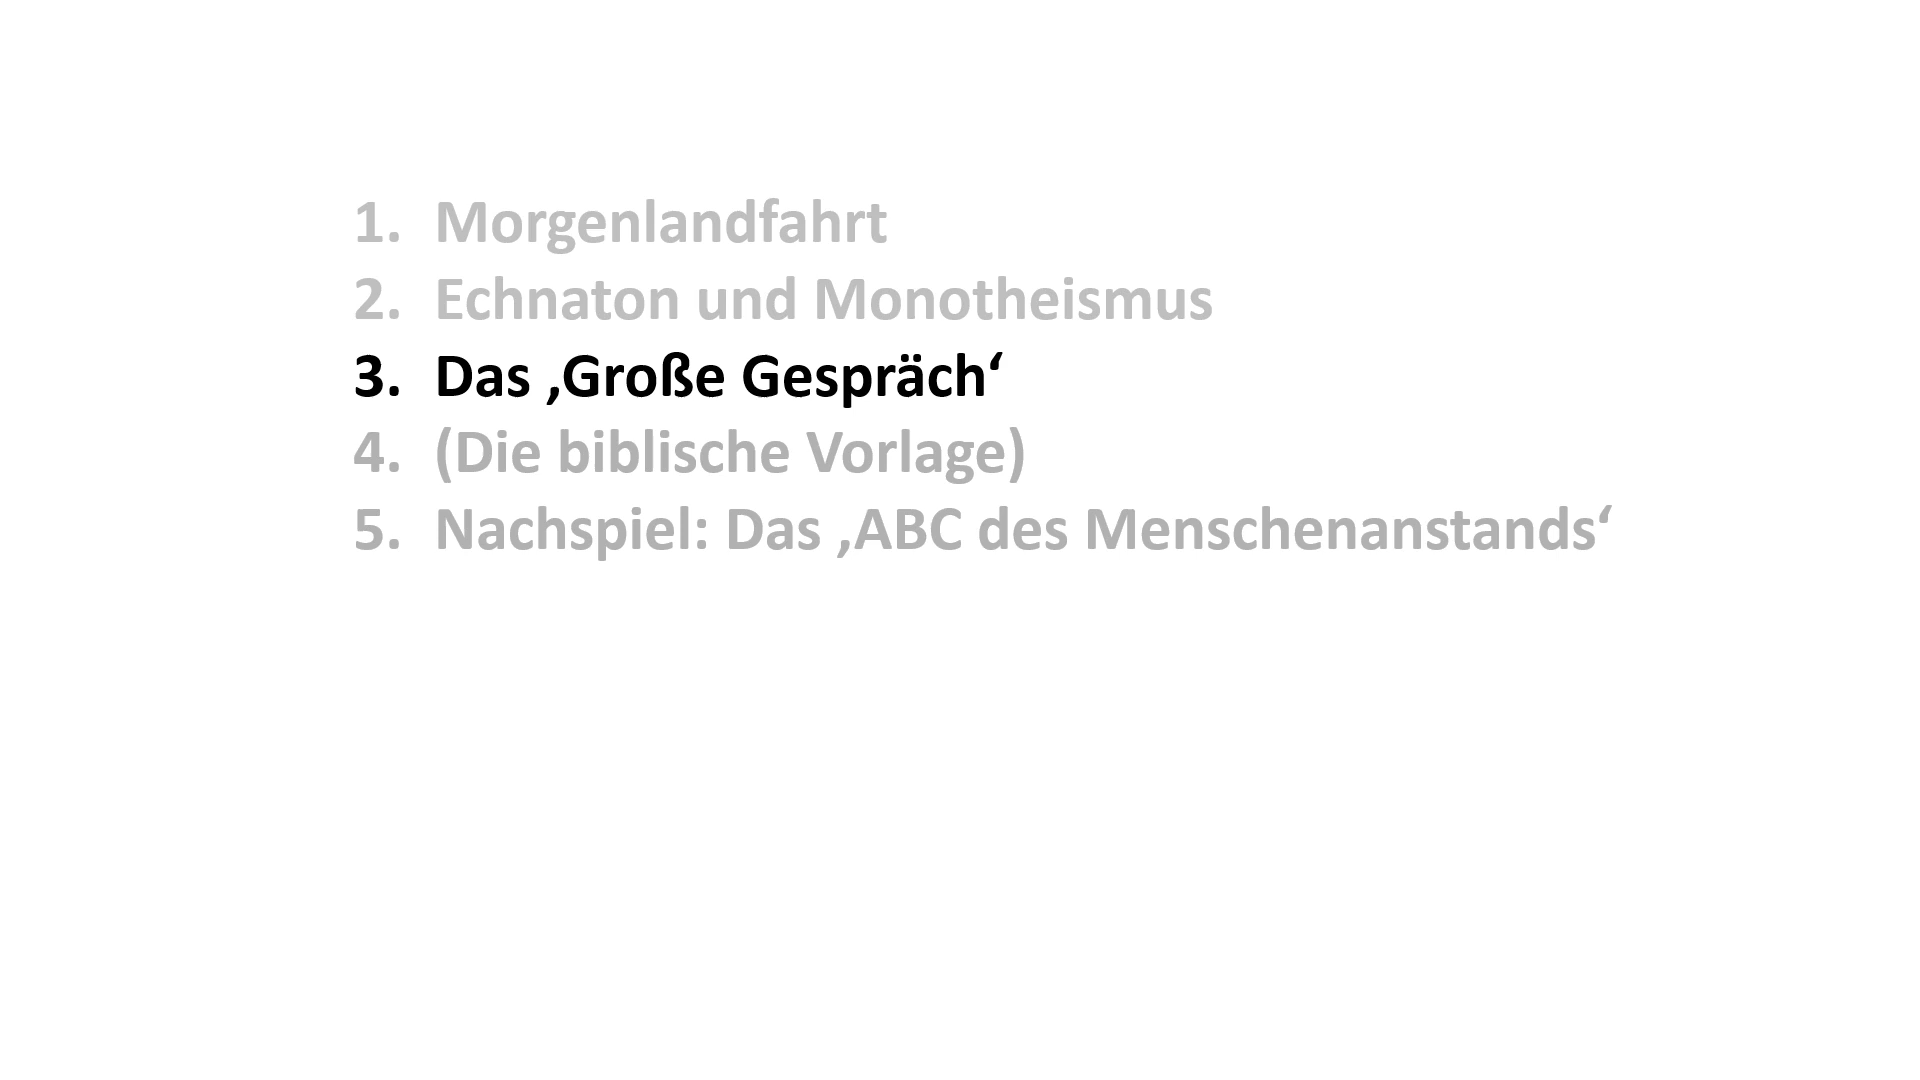 1. Morgenlandfahrt
2. Echnaton und Monotheismus
3. Das ‚Große Gespräch‘
4. (Die biblische Vorlage)
5. Nachspiel: Das ‚ABC des Menschenanstands‘